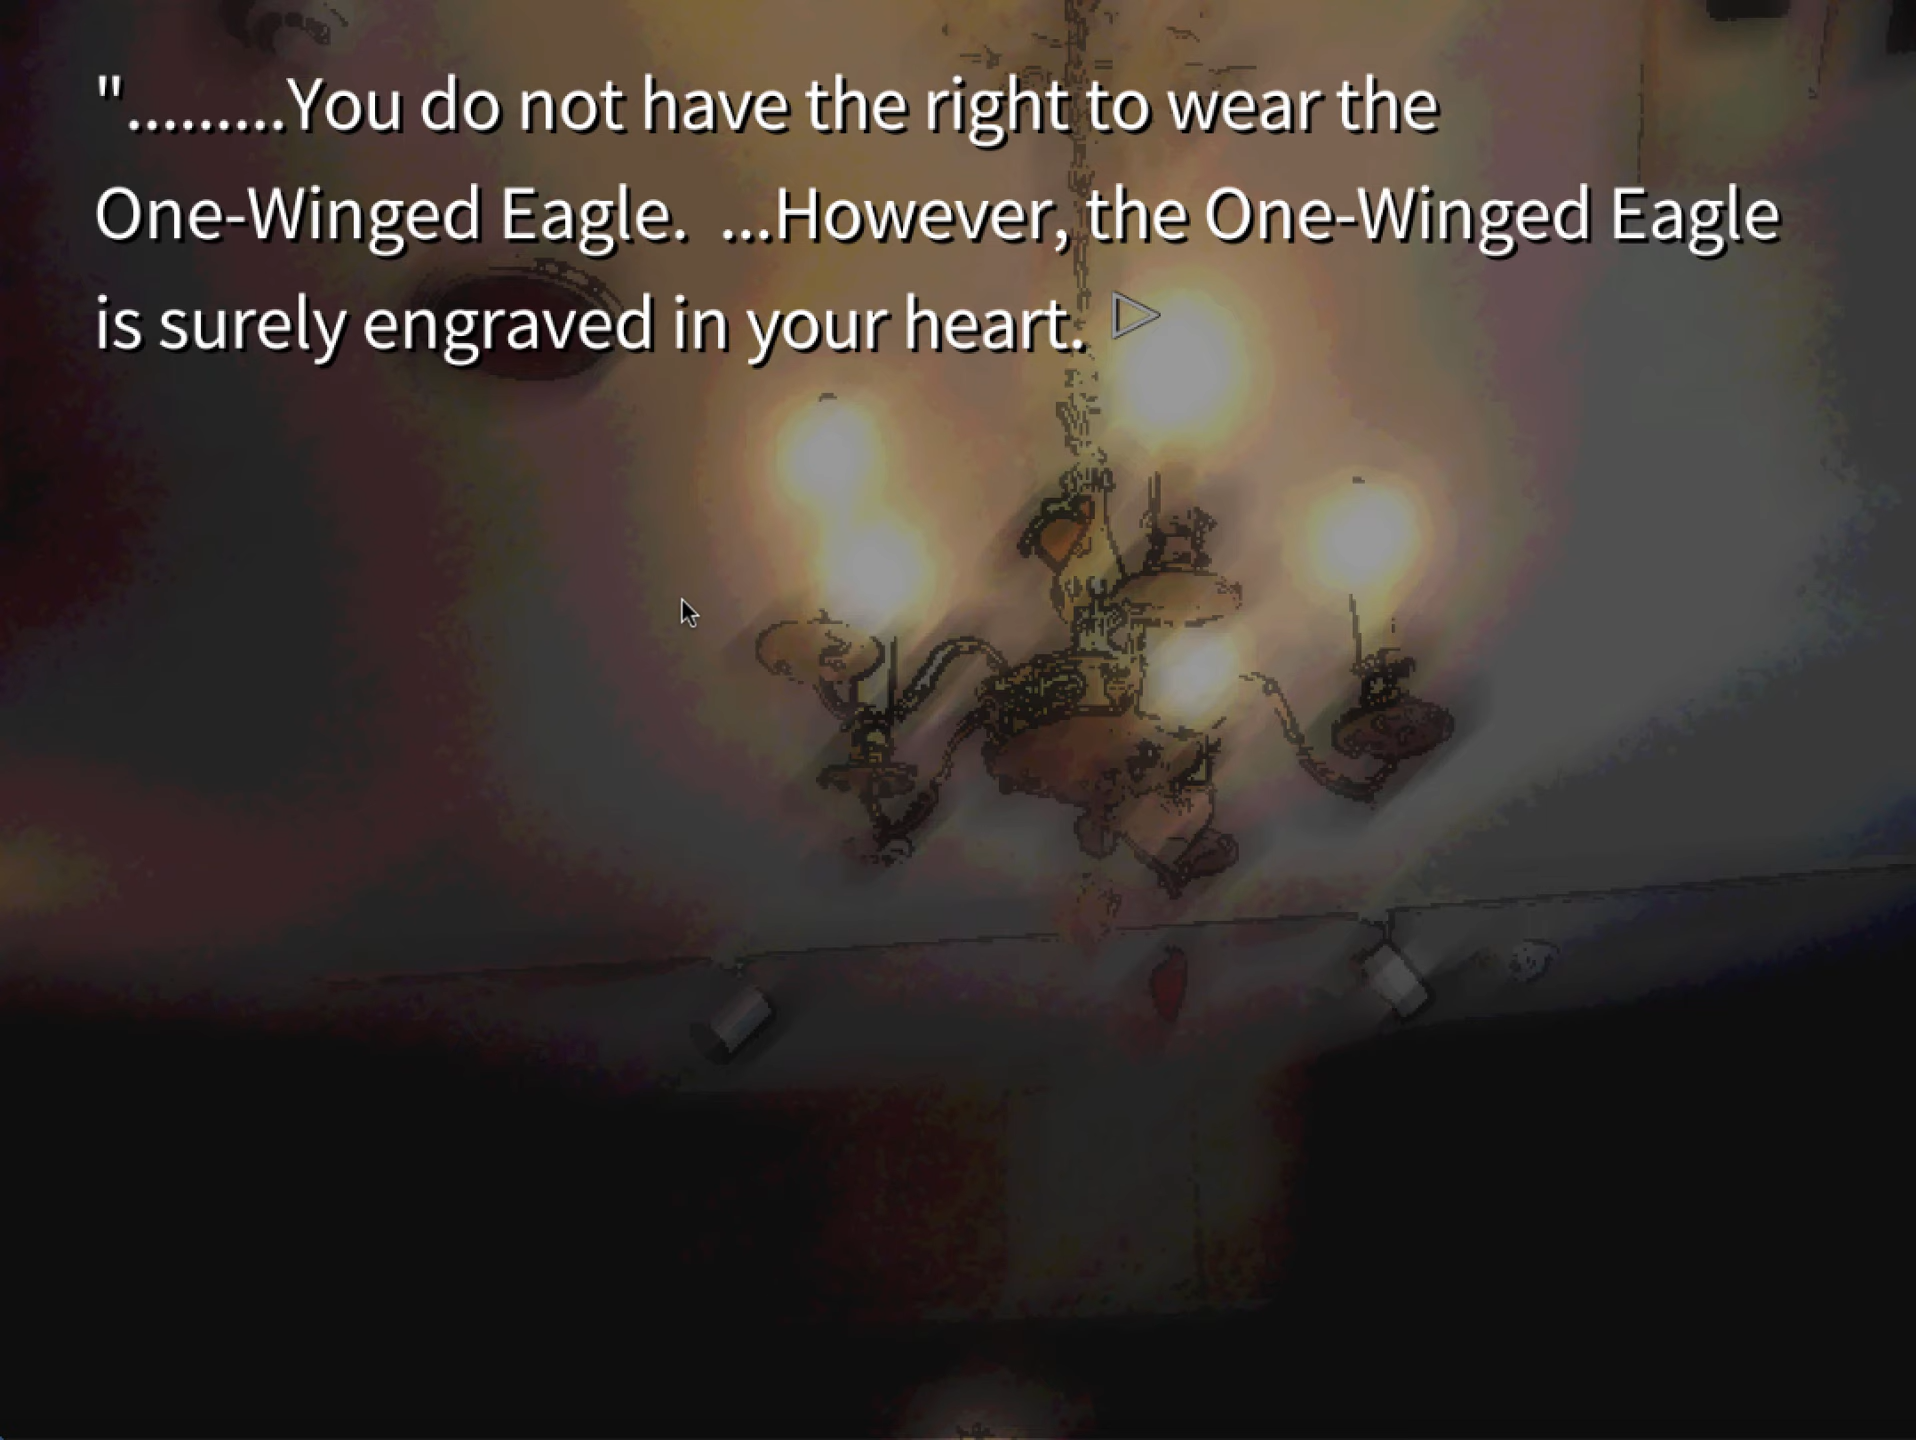 ".........You do not have the right to wear the
One-Winged Eagle.  ...However, the One-Winged Eagle
is surely engraved in your heart.